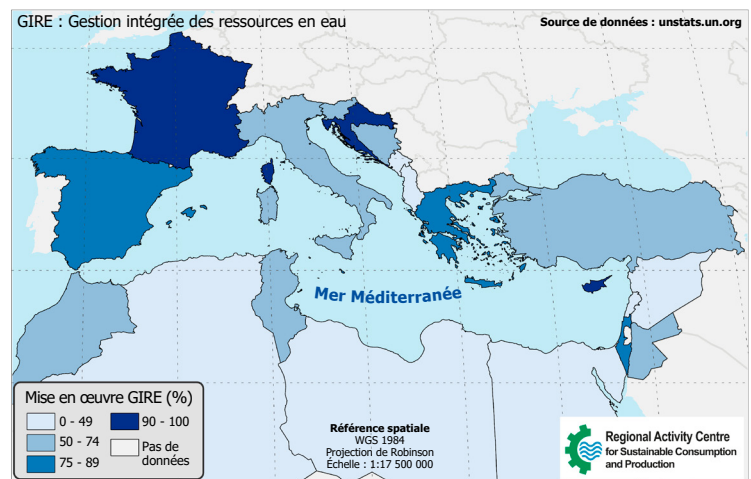 GIRE : Gestion intégrée des ressources en eau
Source de données : unstats.un.org
Mer Méditerranée
Mise en œuvre GIRE (%)
0 - 49
90 - 100
50 - 74
Pas de
données
75 - 89
Référence spatiale
WGS 1984
Projection de Robinson
Échelle : 1:17 500 000
Regional Activity Centre
for Sustainable Consumption
and Production